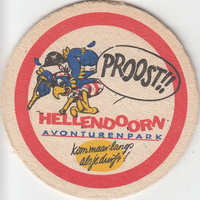 PROOST!!
HELLENDOORN
AVONTURENPARK
Kom maar langs
als je durft!